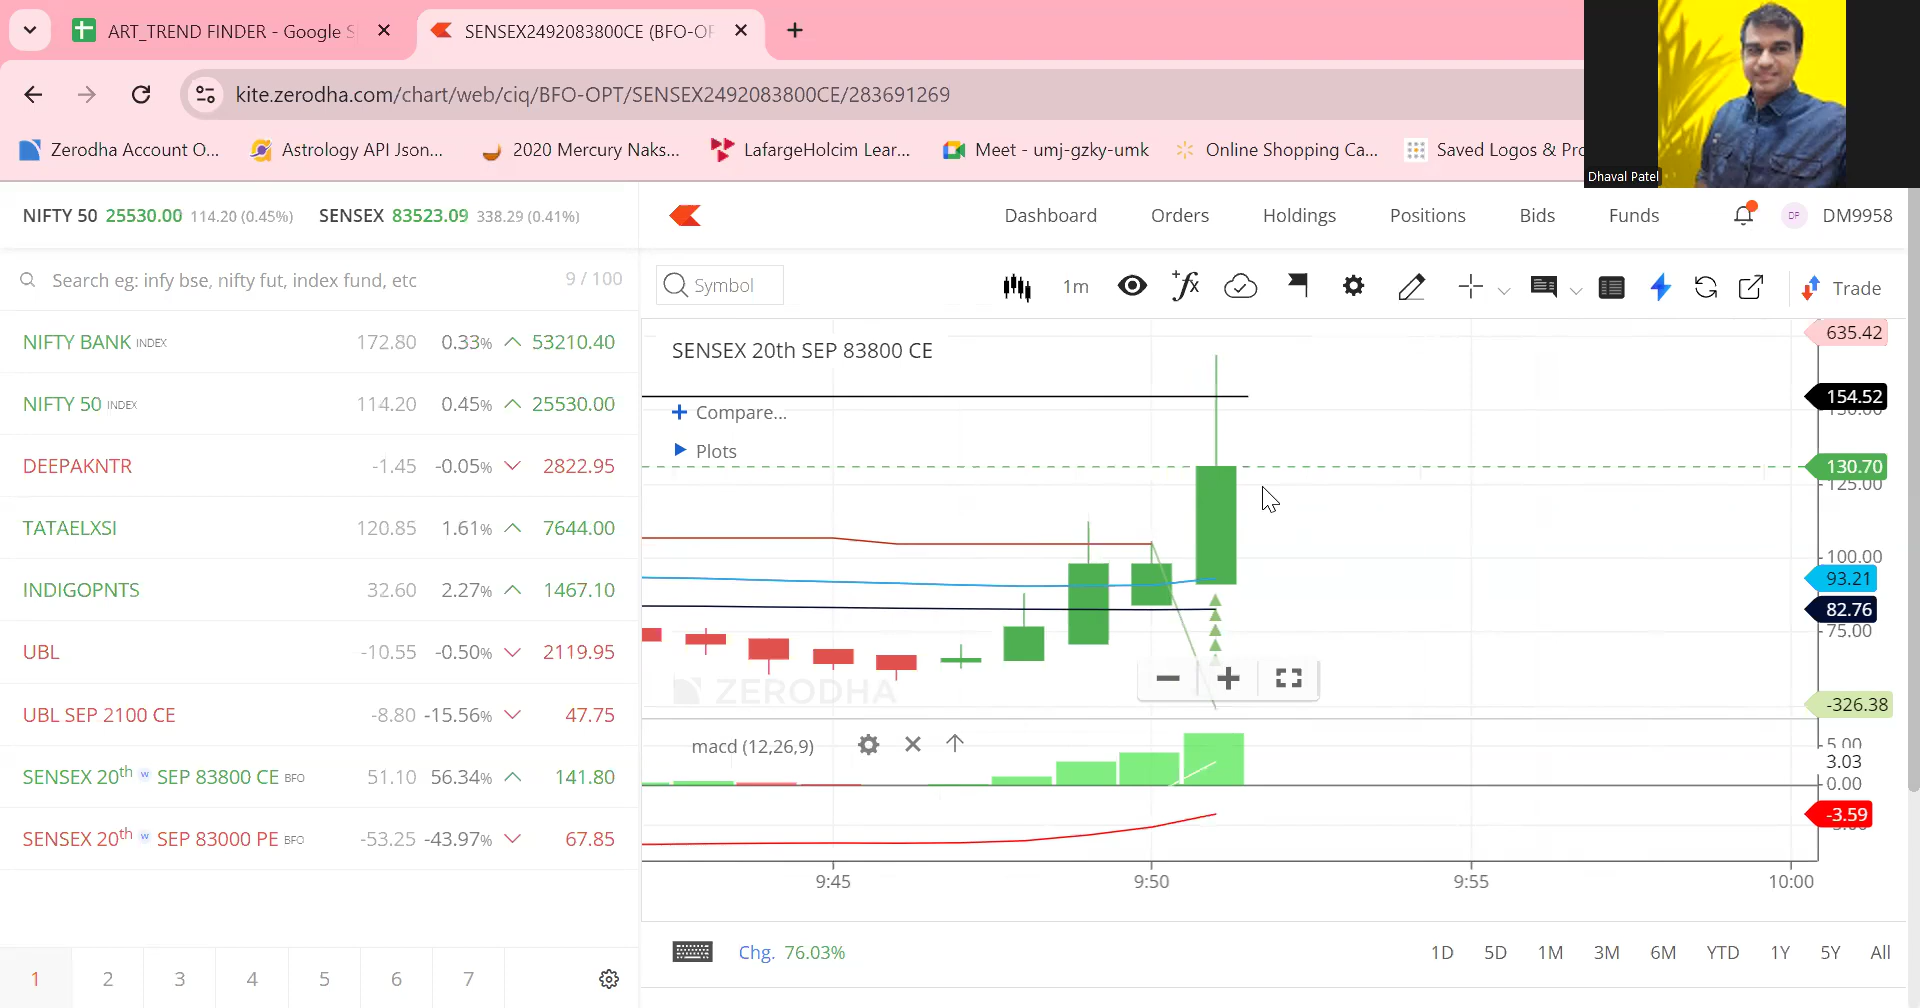 ART_TREND FINDER - Google S
SENSEX2492083800CE (BFO-OP
kite.zerodha.com/chart/web/ciq/BFO-OPT/SENSEX2492083800CE/283691269
Zerodha Account O...
Astrology API Json....
2020 Mercury Naks...
LafargeHolcim Lear...
Meet - umj-gzky-umk
Online Shopping Ca...
Saved Logos & Pro
Dhaval Patel
NIFTY 50 25530.00 114.20 (0.45%) SENSEX 83523.09 338.29 (0.41%)
Dashboard Orders Holdings Positions Bids Funds DP DM9958
Search eg: infy bse, nifty fut, index fund, etc 9 / 100
Symbol 1m Trade
NIFTY BANK INDEX 172.80 0.33% 53210.40
NIFTY 50 INDEX 114.20 0.45% 25530.00
DEEPAKNTR -1.45 -0.05% 2822.95
TATAELXSI 120.85 1.61% 7644.00
INDIGOPNTS 32.60 2.27% 1467.10
UBL -10.55 -0.50% 2119.95
UBL SEP 2100 CE -8.80 -15.56% 47.75
SENSEX 20th w SEP 83800 CE BFO 51.10 56.34% 141.80
SENSEX 20th w SEP 83000 PE BFO -53.25 -43.97% 67.85
1 2 3 4 5 6 7
SENSEX 20th SEP 83800 CE
+ Compare...
Plots
635.42
154.52
130.70
125.00
100.00
93.21
82.76
75.00
-326.38
ZERODHA
macd (12,26,9)
5.00
3.03
0.00
-3.59
9:45 9:50 9:55 10:00
Chg. 76.03%
1D 5D 1M 3M 6M YTD 1Y 5Y All